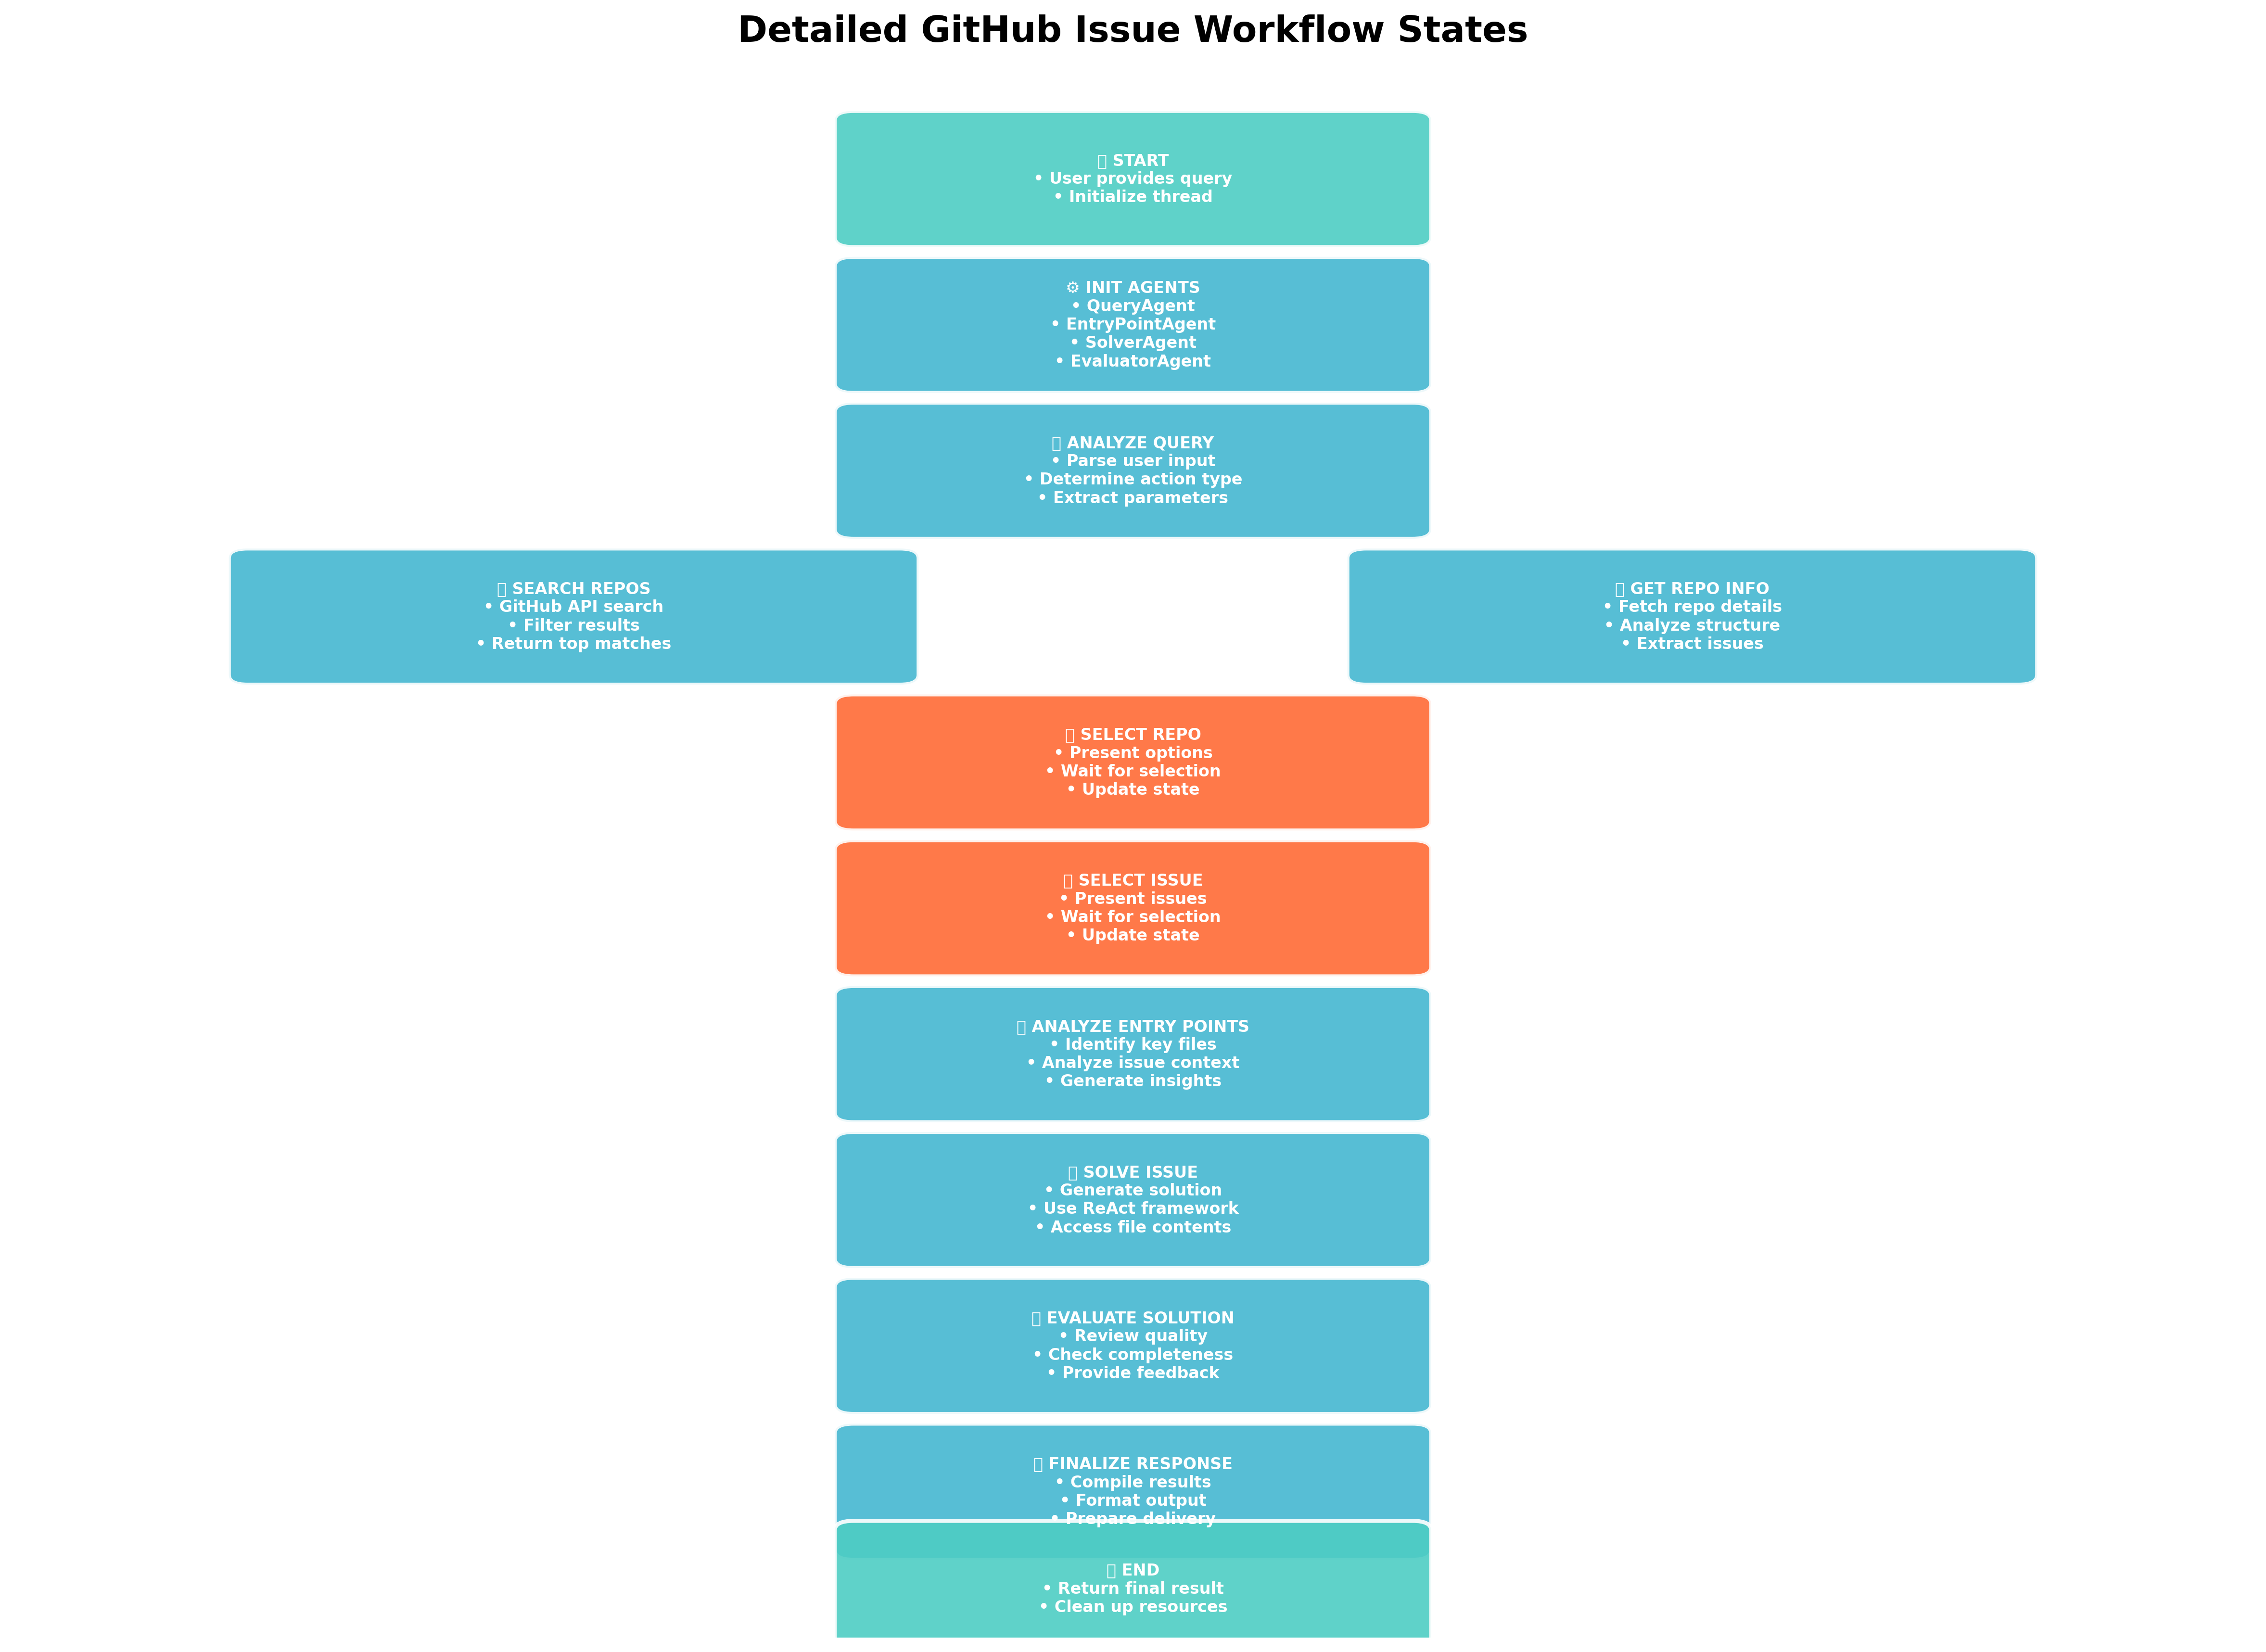 Detailed GitHub Issue Workflow States
START
• User provides query
• Initialize thread
⚙ INIT AGENTS
• QueryAgent
• EntryPointAgent
• SolverAgent
• EvaluatorAgent
ANALYZE QUERY
• Parse user input
• Determine action type
• Extract parameters
SEARCH REPOS
• GitHub API search
• Filter results
• Return top matches
GET REPO INFO
• Fetch repo details
• Analyze structure
• Extract issues
SELECT REPO
• Present options
• Wait for selection
• Update state
SELECT ISSUE
• Present issues
• Wait for selection
• Update state
ANALYZE ENTRY POINTS
• Identify key files
• Analyze issue context
• Generate insights
SOLVE ISSUE
• Generate solution
• Use ReAct framework
• Access file contents
EVALUATE SOLUTION
• Review quality
• Check completeness
• Provide feedback
FINALIZE RESPONSE
• Compile results
• Format output
• Prepare delivery
END
• Return final result
• Clean up resources